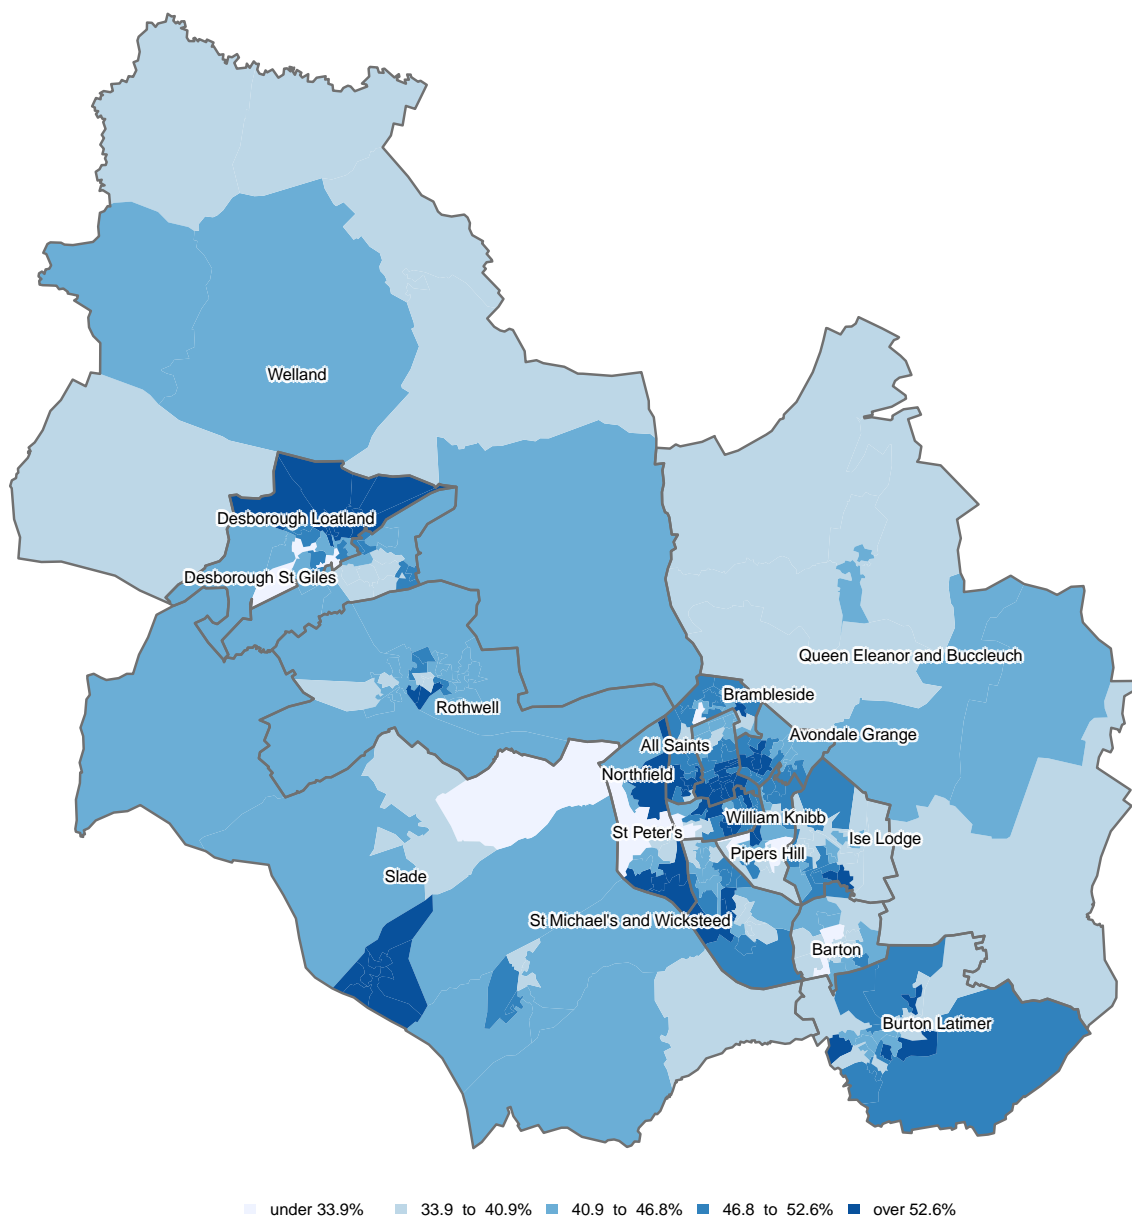 Welland
Desborough Loatland
Desborough St Giles
Queen Eleanor and Buccleuch
Brambleside
Rothwell
Avondale Grange
All Saints
Northfield
William Knibb
St Peter's
Ise Lodge
Pipers Hill
Slade
St Michael's and Wicksteed
Barton
Burton Latimer
under 33.9% 33.9 to 40.9% 40.9 to 46.8% 46.8 to 52.6% over 52.6%